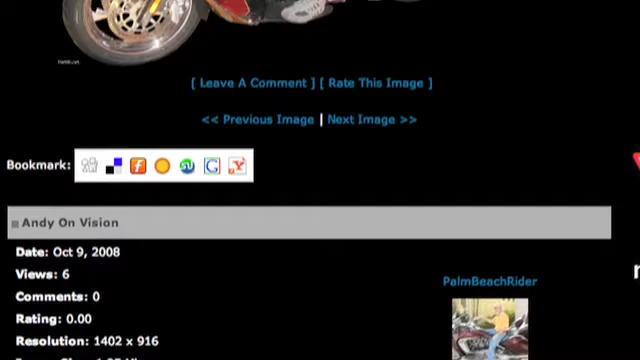 [ Leave A Comment ] [ Rate This Image ]
<< Previous Image | Next Image >>
Bookmark:
Andy On Vision
Date: Oct 9, 2008
Views: 6
PalmBeachRider
Comments: 0
Rating: 0.00
Resolution: 1402 x 916